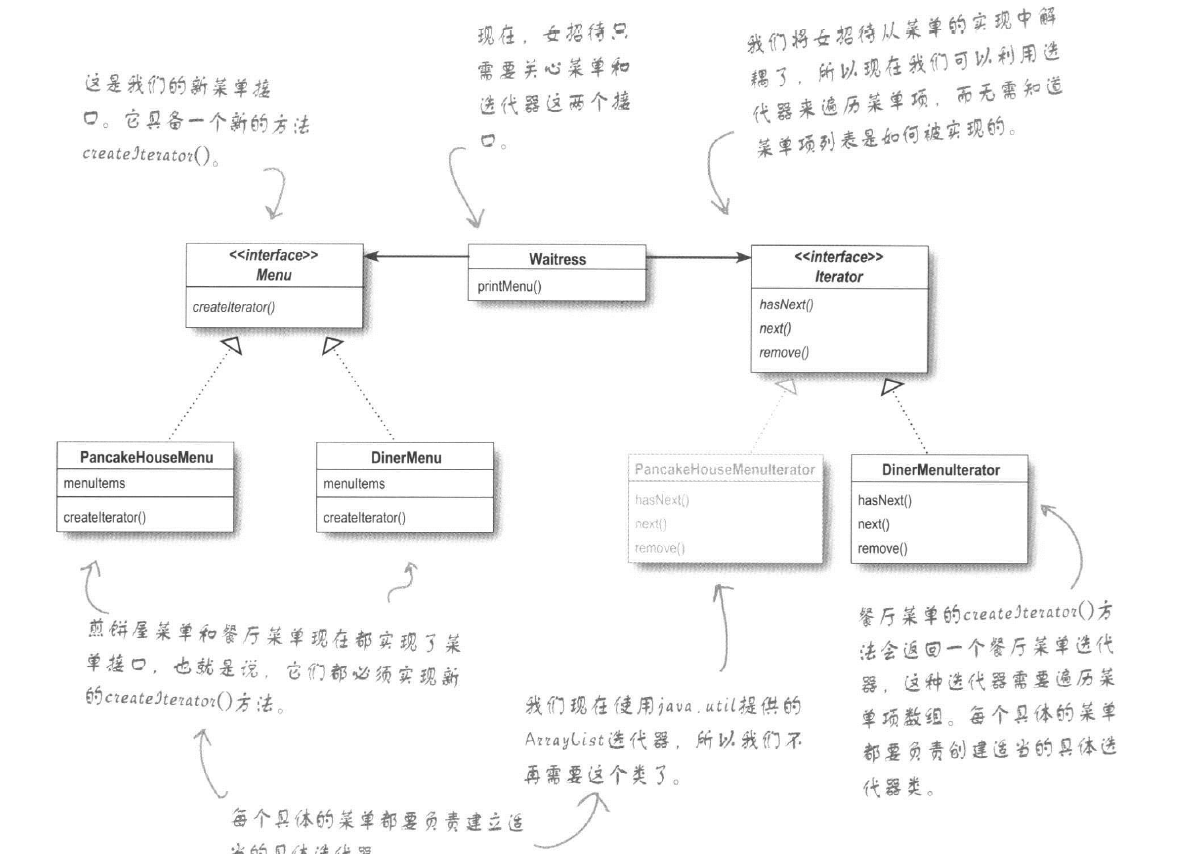 这是我们的新菜单接
口。它具备一个新的方法
createIterator()。
现在，女招待只
需要关心菜单和
迭代器这两个接
口。
我们将女招待从菜单的实现中解
耦了，所以现在我们可以利用迭
代器来遍历菜单项，而无需知道
菜单项列表是如何被实现的。
<<interface>>
Menu
createIterator()
Waitress
printMenu()
<<interface>>
Iterator
hasNext()
next()
remove()
PancakeHouseMenu
menuItems
createIterator()
DinerMenu
menuItems
createIterator()
PancakeHouseMenuIterator
hasNext()
next()
remove()
DinerMenuIterator
hasNext()
next()
remove()
煎饼屋菜单和餐厅菜单现在都实现了菜
单接口，也就是说，它们都必须实现新
的createIterator()方法。
我们现在使用java.util提供的
ArrayList迭代器，所以我们不
再需要这个类了。
餐厅菜单的createIterator()方
法会返回一个餐厅菜单迭代
器，这种迭代器需要遍历菜
单项数组。每个具体的菜单
都要负责创建适当的具体迭
代器类。
每个具体的菜单都要负责建立适
当的具体迭代器